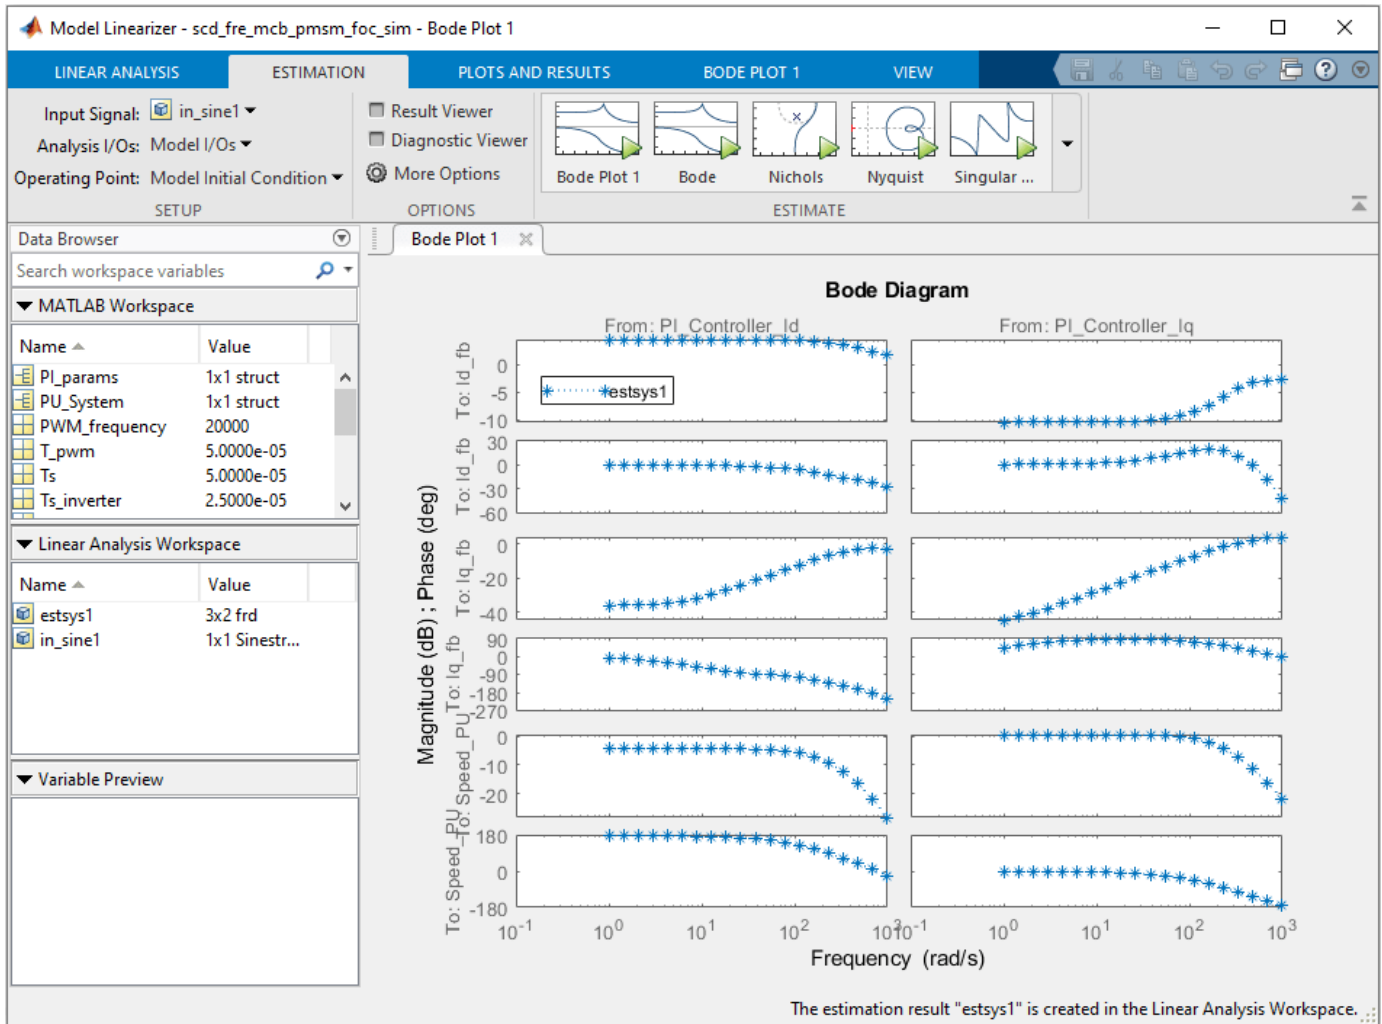 Model Linearizer - scd_fre_mcb_pmsm_foc_sim - Bode Plot 1
LINEAR ANALYSIS ESTIMATION PLOTS AND RESULTS BODE PLOT 1 VIEW
Input Signal: in_sine1
Analysis I/Os: Model I/Os
Operating Point: Model Initial Condition
SETUP
Result Viewer
Diagnostic Viewer
More Options
OPTIONS
Bode Plot 1 Bode Nichols Nyquist Singular ...
ESTIMATE
Data Browser
Search workspace variables
MATLAB Workspace
Name Value
PI_params 1x1 struct
PU_System 1x1 struct
PWM_frequency 20000
T_pwm 5.0000e-05
Ts 5.0000e-05
Ts_inverter 2.5000e-05
Linear Analysis Workspace
Name Value
estsys1 3x2 frd
in_sine1 1x1 Sinestr...
Variable Preview
Bode Plot 1
Bode Diagram
From: PI_Controller_Id From: PI_Controller_Iq
Magnitude (dB) ; Phase (deg)
To: Id_fb
0
-5
-10
estsys1
To: Id_fb
30
0
-30
-60
To: Iq_fb
0
-20
-40
To: Iq_fb
90
0
-90
-180
-270
To: Speed_PU
0
-10
-20
To: Speed_PU
180
0
-180
10^-1 10^0 10^1 10^2 10^3 10^-1 10^0 10^1 10^2 10^3
Frequency (rad/s)
The estimation result "estsys1" is created in the Linear Analysis Workspace.